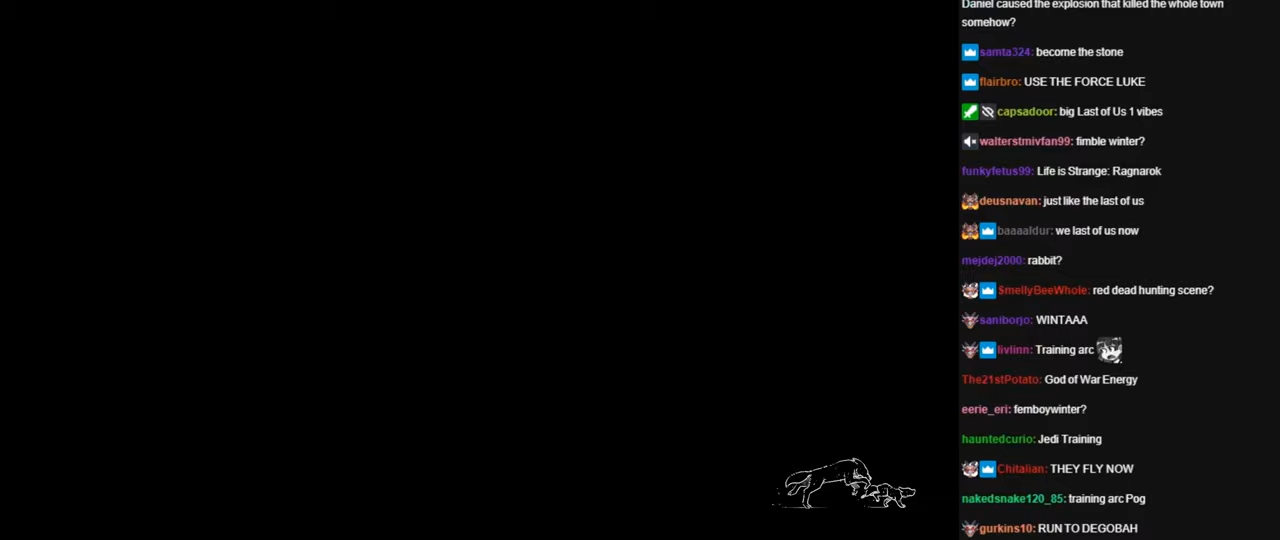 Daniel caused the explosion that killed the whole town
somehow?
samta324: become the stone
flairbro: USE THE FORCE LUKE
capsadoor: big Last of Us 1 vibes
walterstmivfan99: fimble winter?
funkyfetus99: Life is Strange: Ragnarok
deusnavan: just like the last of us
baaaaldur: we last of us now
mejdej2000: rabbit?
SmellyBeeWhole: red dead hunting scene?
saniborjo: WINTAAA
livlinn: Training arc
The21stPotato: God of War Energy
eerie_eri: femboywinter?
hauntedcurio: Jedi Training
Chitalian: THEY FLY NOW
nakedsnake120_85: training arc Pog
gurkins10: RUN TO DEGOBAH